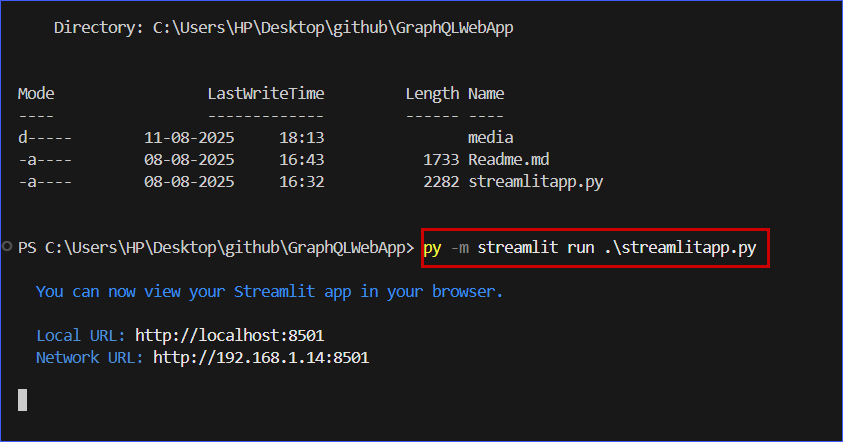 Directory: C:\Users\HP\Desktop\github\GraphQLWebApp
Mode LastWriteTime Length Name
---- ------------- ------ ----
d----- 11-08-2025 18:13 media
-a---- 08-08-2025 16:43 1733 Readme.md
-a---- 08-08-2025 16:32 2282 streamlitapp.py
PS C:\Users\HP\Desktop\github\GraphQLWebApp> py -m streamlit run .\streamlitapp.py
You can now view your Streamlit app in your browser.
Local URL: http://localhost:8501
Network URL: http://192.168.1.14:8501